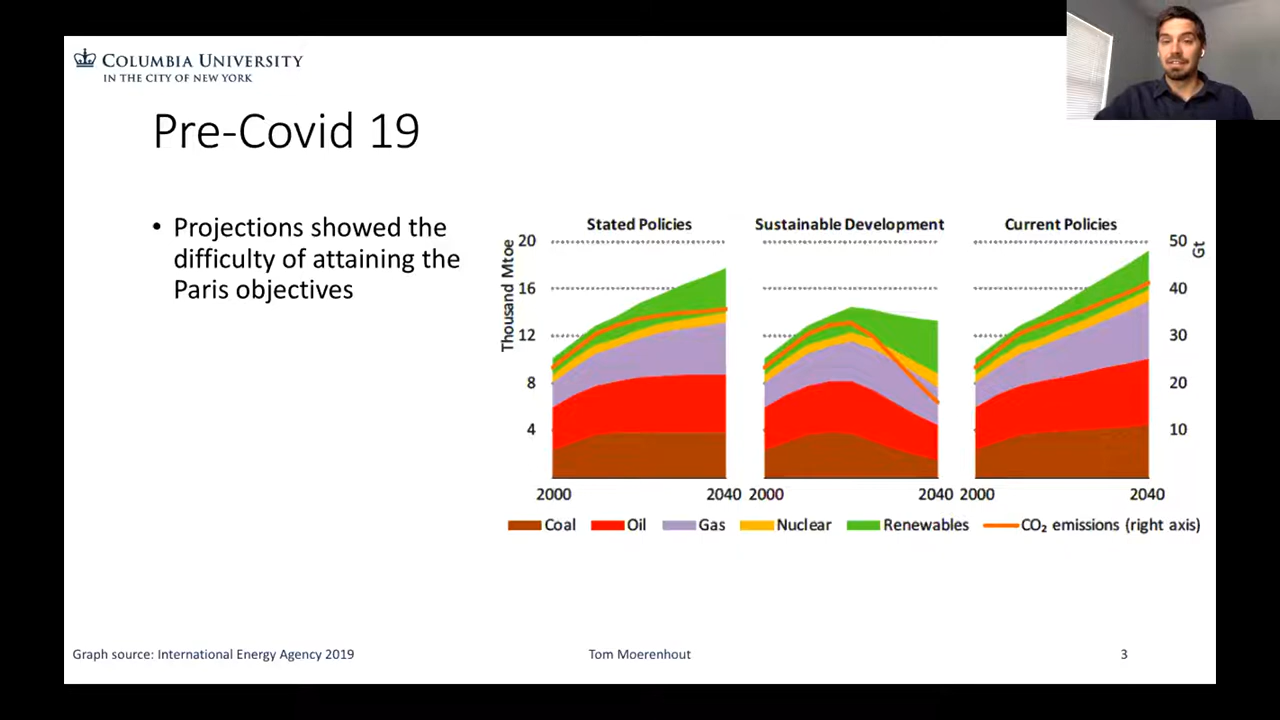 COLUMBIA UNIVERSITY
IN THE CITY OF NEW YORK
Pre-Covid 19
• Projections showed the
difficulty of attaining the
Paris objectives
Stated Policies Sustainable Development Current Policies
Thousand Mtoe
20 50
16 40
12 30
8 20
4 10
Gt
2000 2040 2000 2040 2000 2040
Coal Oil Gas Nuclear Renewables CO₂ emissions (right axis)
Graph source: International Energy Agency 2019 Tom Moerenhout 3